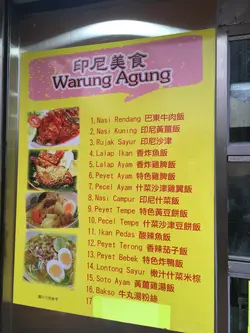 印尼美食
Warung Agung
1. Nasi Rendang 巴東牛肉飯
2. Nasi Kuning 印尼黃薑飯
3. Rujak Sayur 印尼沙律
4. Lalap Ikan 香炸魚飯
5. Lalap Ayam 香炸雞脾飯
6. Peyet Ayam 特色雞脾飯
7. Pecel Ayam 什菜沙津雞翼飯
8. Nasi Campur 印尼什菜飯
9. Peyet Tempe 特色黃豆餅飯
10. Pecel Tempe 什菜沙津豆餅飯
11. Ikan Pedas 酸辣魚飯
12. Peyet Terong 香辣茄子飯
13. Peyet Bebek 特色炸鴨飯
14. Lontong Sayur 椰汁什菜米粽
15. Soto Ayam 黃薑雞湯飯
16. Bakso 牛丸湯粉絲
17